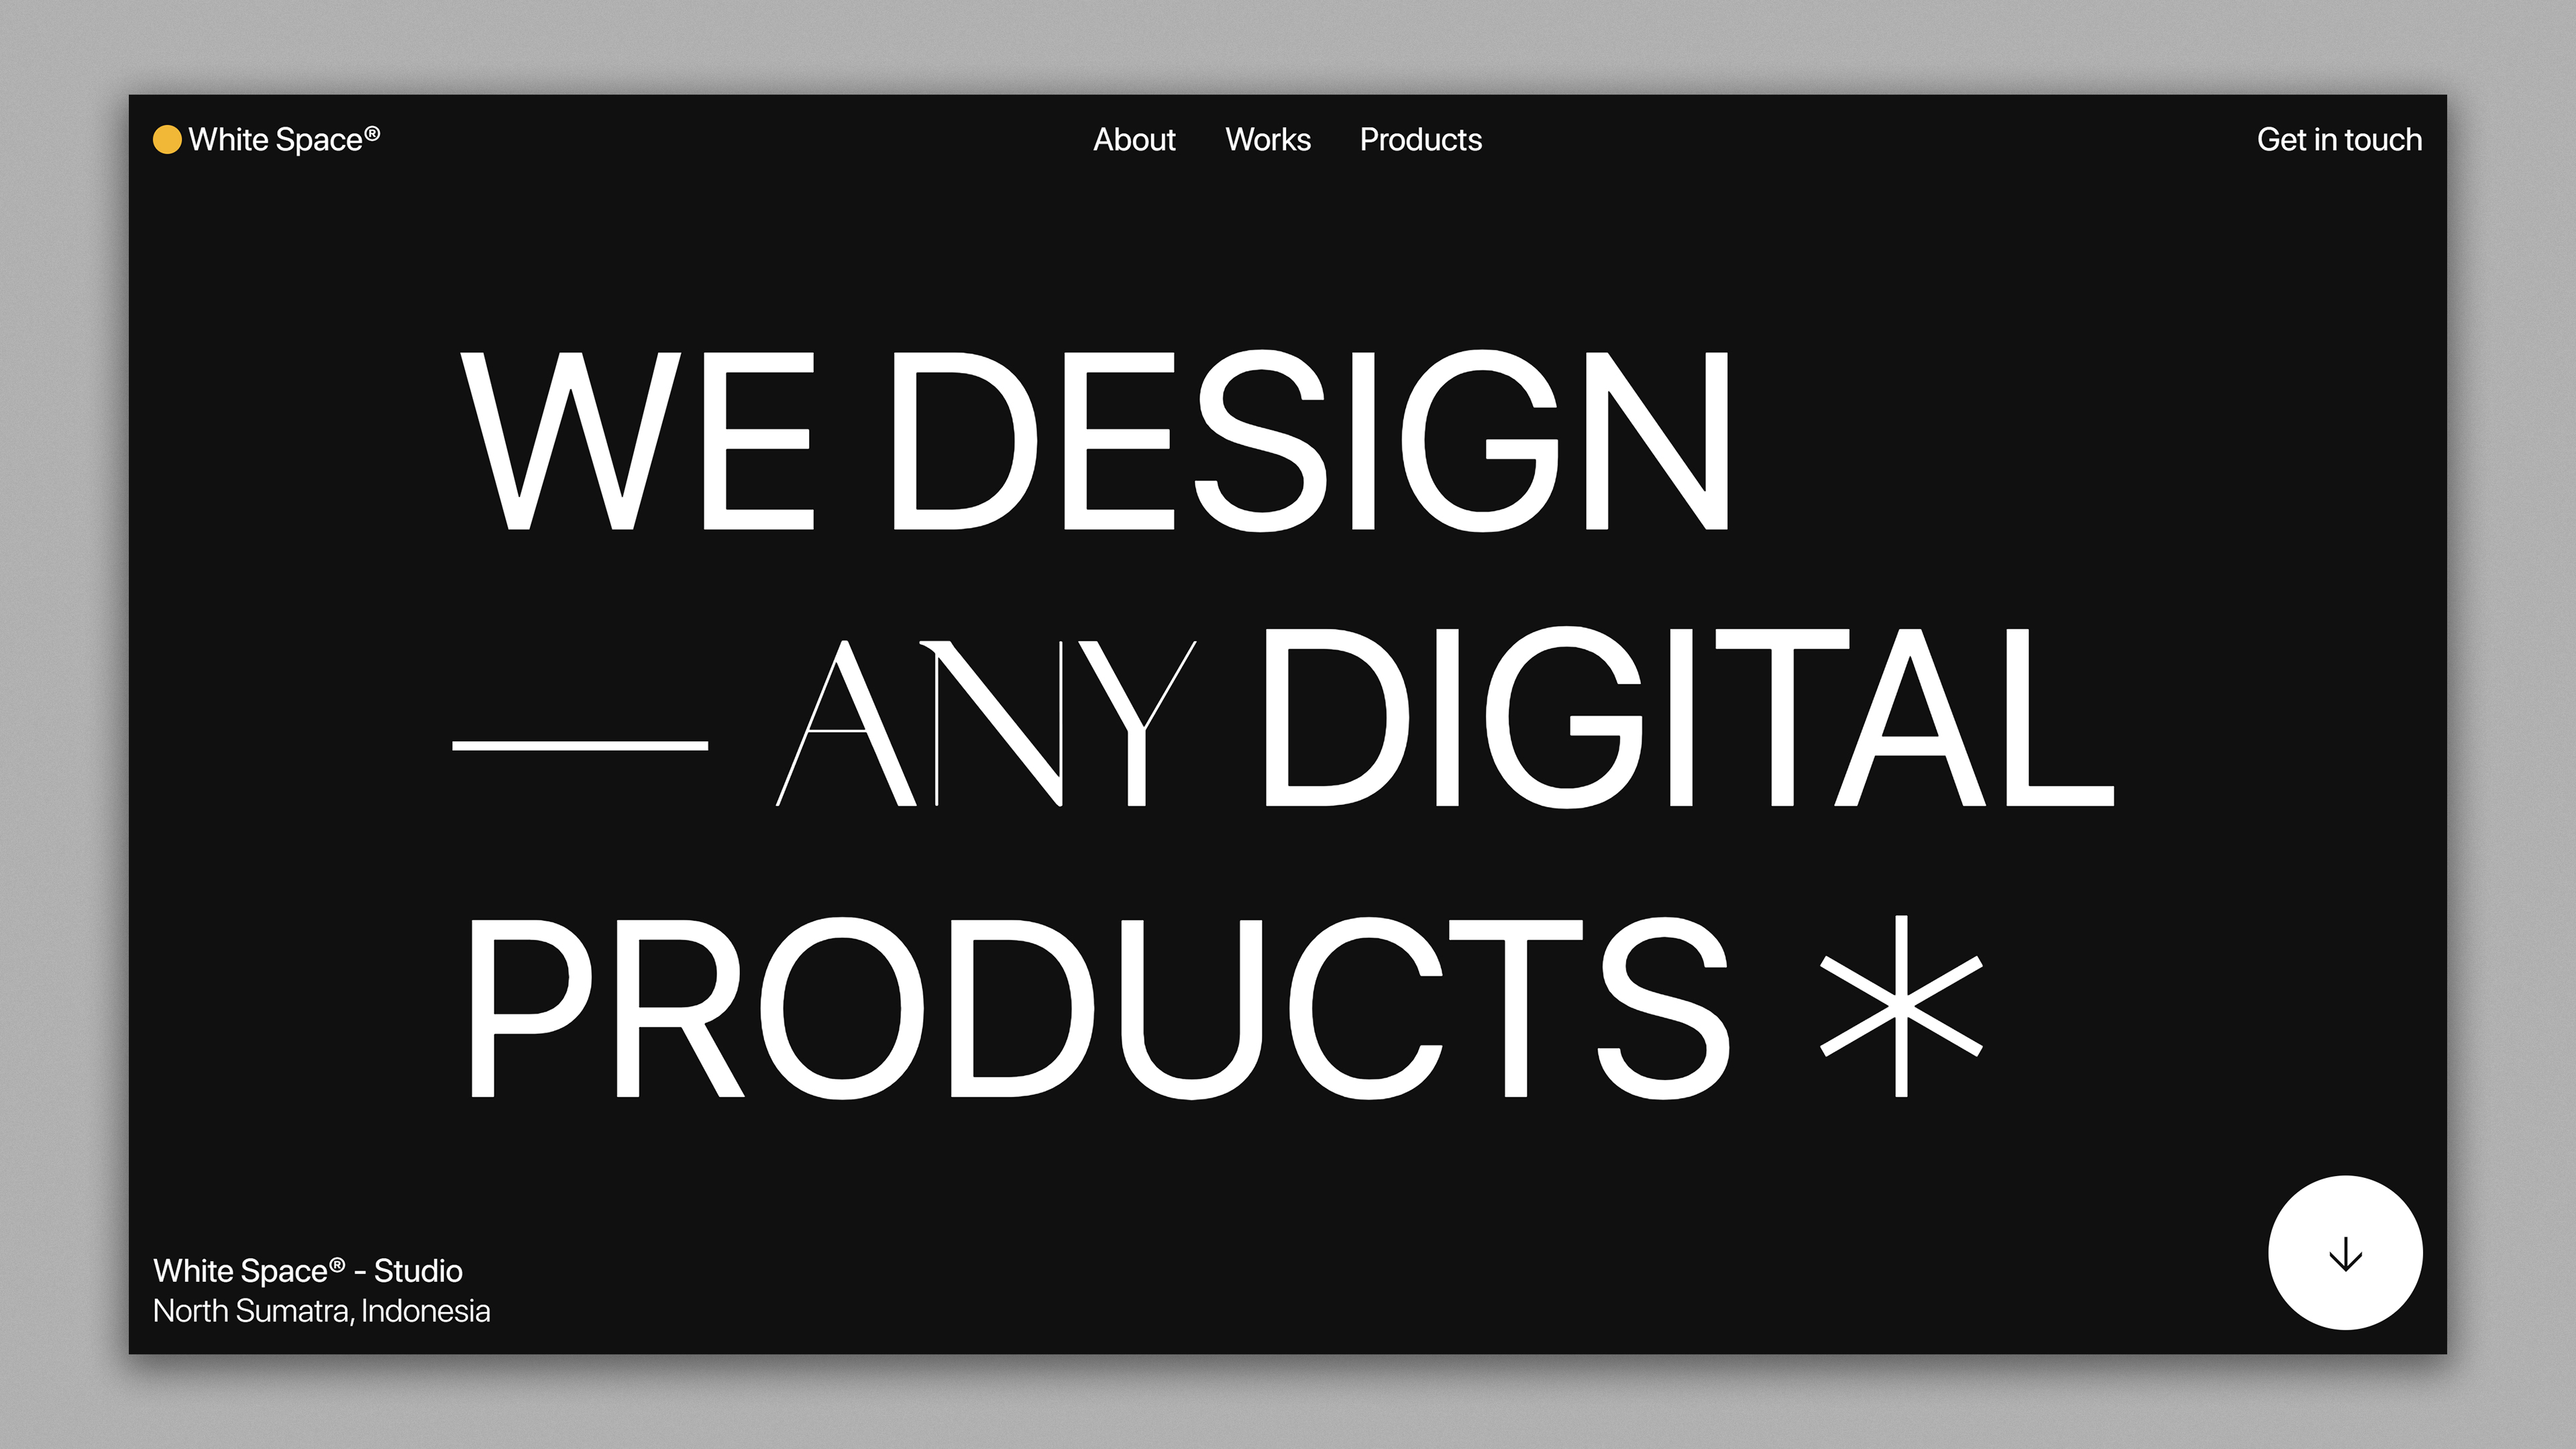 White Space®
About Works Products
Get in touch
WE DESIGN
— ANY DIGITAL
PRODUCTS *
White Space® - Studio
North Sumatra, Indonesia